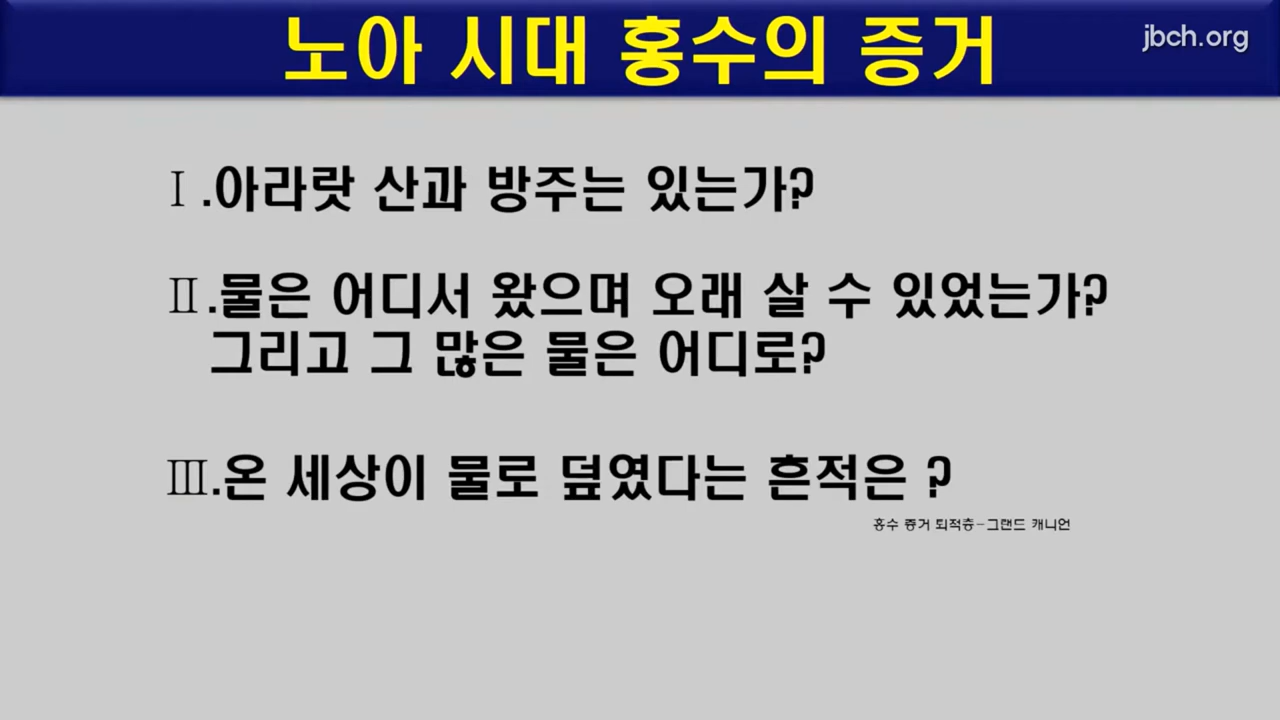 노아 시대 홍수의 증거
jbch.org
Ⅰ.아라랏 산과 방주는 있는가?
Ⅱ.물은 어디서 왔으며 오래 살 수 있었는가?
그리고 그 많은 물은 어디로?
Ⅲ.온 세상이 물로 덮였다는 흔적은 ?
홍수 증거 퇴적층-그랜드 캐니언